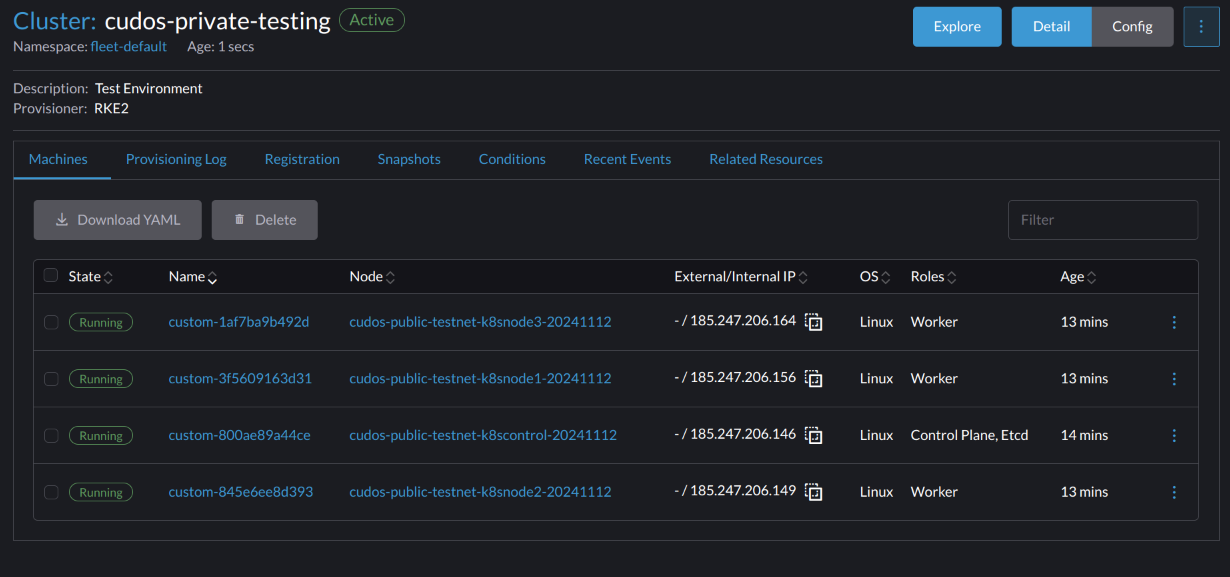 Cluster: cudos-private-testing Active
Explore Detail Config
Namespace: fleet-default Age: 1 secs
Description: Test Environment
Provisioner: RKE2
Machines Provisioning Log Registration Snapshots Conditions Recent Events Related Resources
Download YAML Delete Filter
State Name Node External/Internal IP OS Roles Age
Running custom-1af7ba9b492d cudos-public-testnet-k8snode3-20241112 - / 185.247.206.164 Linux Worker 13 mins
Running custom-3f5609163d31 cudos-public-testnet-k8snode1-20241112 - / 185.247.206.156 Linux Worker 13 mins
Running custom-800ae89a44ce cudos-public-testnet-k8scontrol-20241112 - / 185.247.206.146 Linux Control Plane, Etcd 14 mins
Running custom-845e6ee8d393 cudos-public-testnet-k8snode2-20241112 - / 185.247.206.149 Linux Worker 13 mins